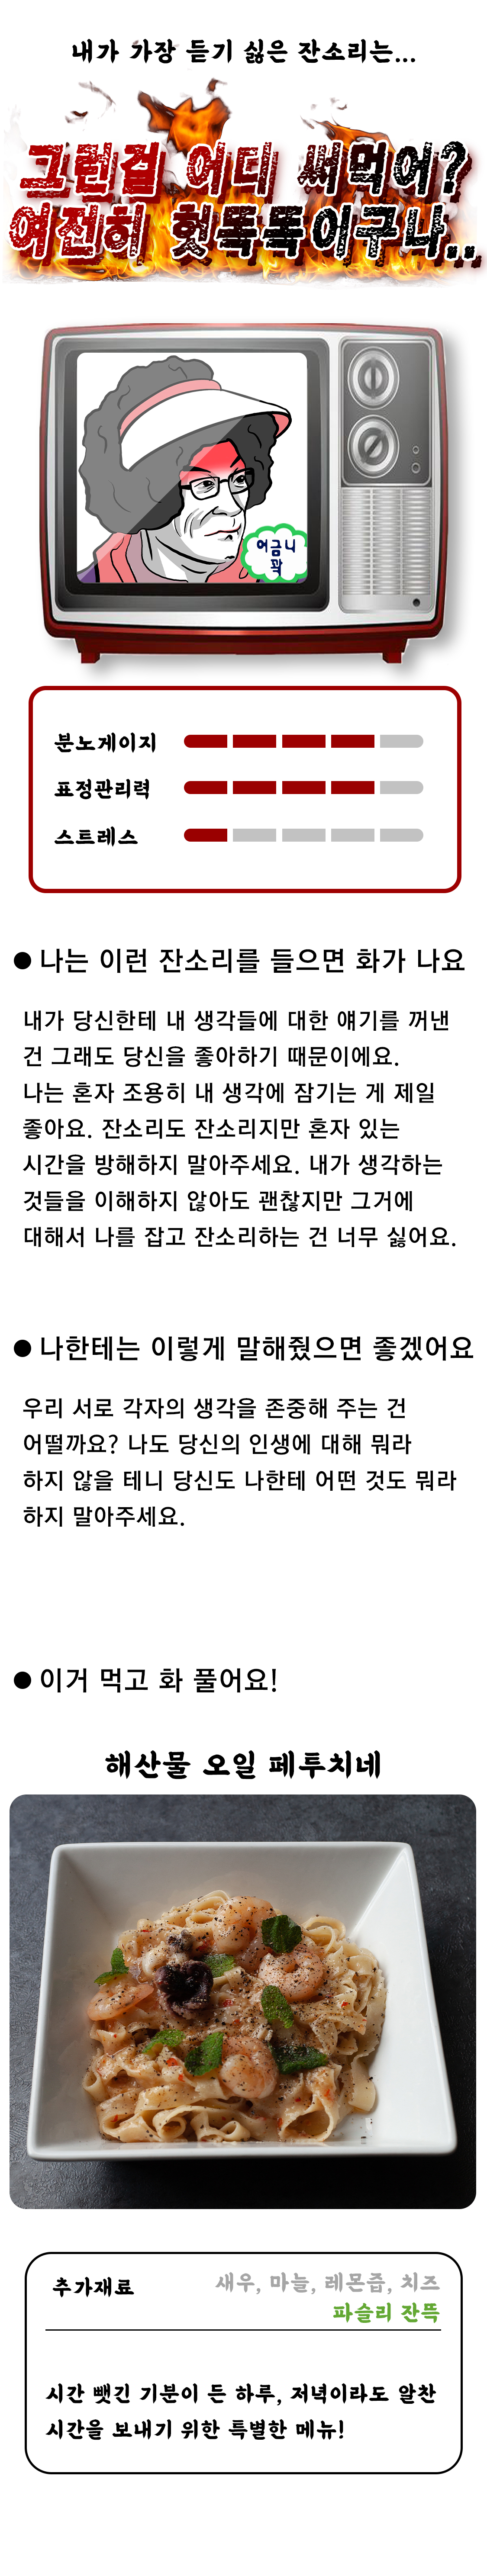 내가 가장 듣기 싫은 잔소리는...
그런걸 어디 써먹어?
여전히 헛똑똑이구나..
어금니
꽉
분노게이지
표정관리력
스트레스
● 나는 이런 잔소리를 들으면 화가 나요
내가 당신한테 내 생각들에 대한 얘기를 꺼낸
건 그래도 당신을 좋아하기 때문이에요.
나는 혼자 조용히 내 생각에 잠기는 게 제일
좋아요. 잔소리도 잔소리지만 혼자 있는
시간을 방해하지 말아주세요. 내가 생각하는
것들을 이해하지 않아도 괜찮지만 그거에
대해서 나를 잡고 잔소리하는 건 너무 싫어요.
● 나한테는 이렇게 말해줬으면 좋겠어요
우리 서로 각자의 생각을 존중해 주는 건
어떨까요? 나도 당신의 인생에 대해 뭐라
하지 않을 테니 당신도 나한테 어떤 것도 뭐라
하지 말아주세요.
● 이거 먹고 화 풀어요!
해산물 오일 페투치네
추가재료
새우, 마늘, 레몬즙, 치즈
파슬리 잔뜩
시간 뺏긴 기분이 든 하루, 저녁이라도 알찬
시간을 보내기 위한 특별한 메뉴!